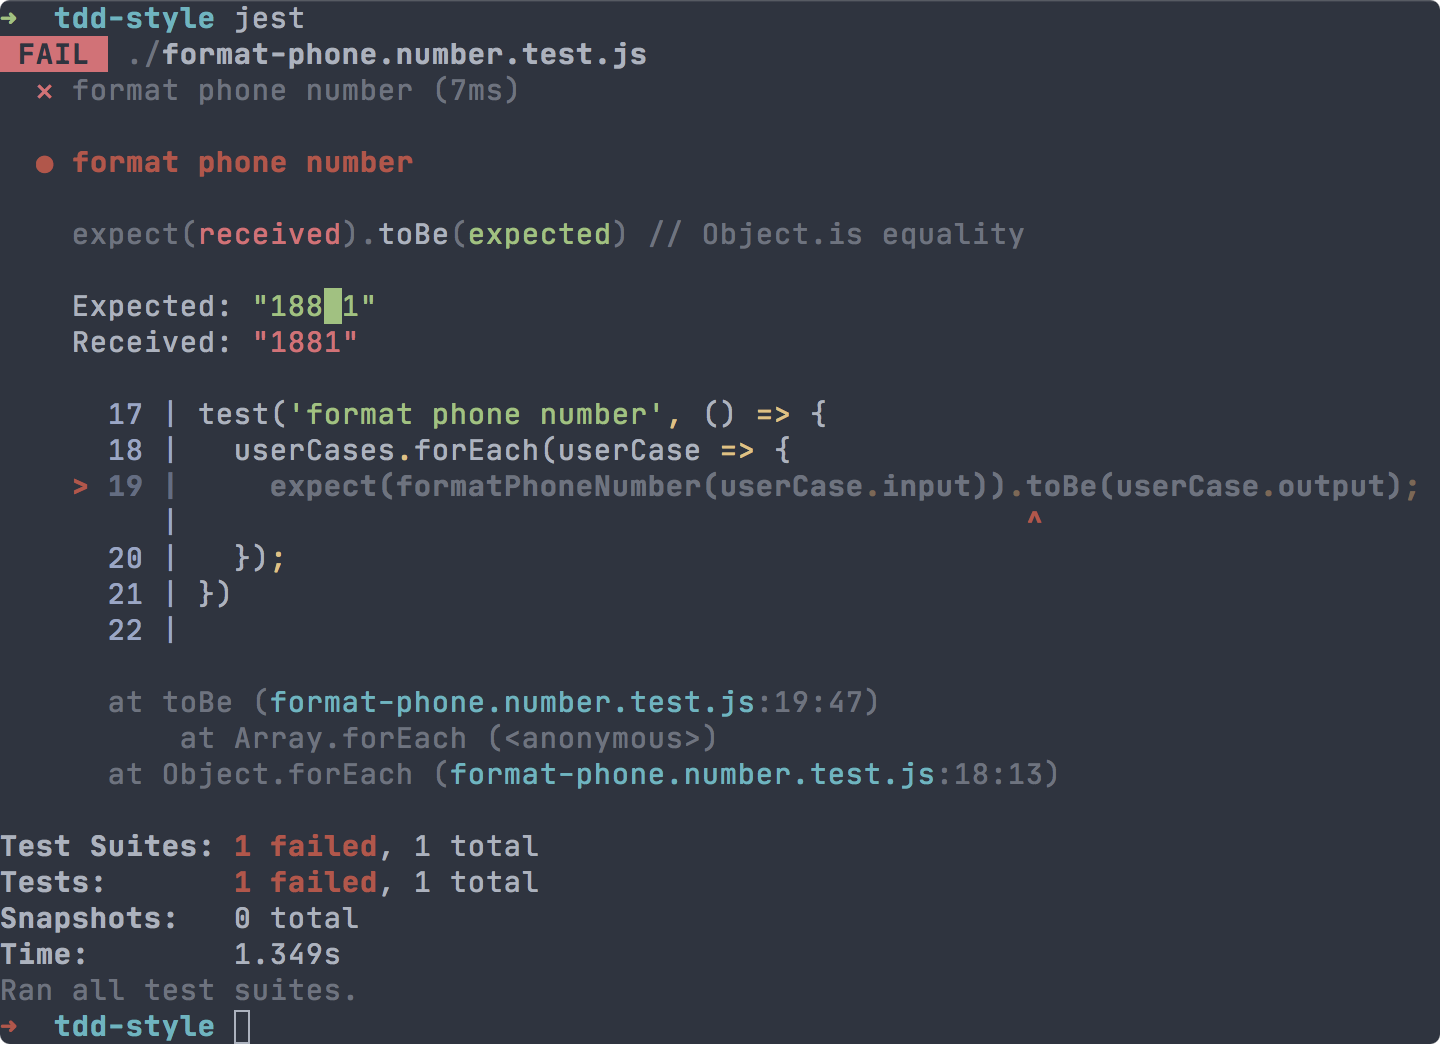 ➜  tdd-style jest
 FAIL  ./format-phone.number.test.js
  ✕ format phone number (7ms)

  ● format phone number

    expect(received).toBe(expected) // Object.is equality

    Expected: "188 1"
    Received: "1881"

      17 | test('format phone number', () => {
      18 |   userCases.forEach(userCase => {
    > 19 |     expect(formatPhoneNumber(userCase.input)).toBe(userCase.output);
         |                                               ^
      20 |   });
      21 | })
      22 |

      at toBe (format-phone.number.test.js:19:47)
          at Array.forEach (<anonymous>)
      at Object.forEach (format-phone.number.test.js:18:13)

Test Suites: 1 failed, 1 total
Tests:       1 failed, 1 total
Snapshots:   0 total
Time:        1.349s
Ran all test suites.
➜  tdd-style